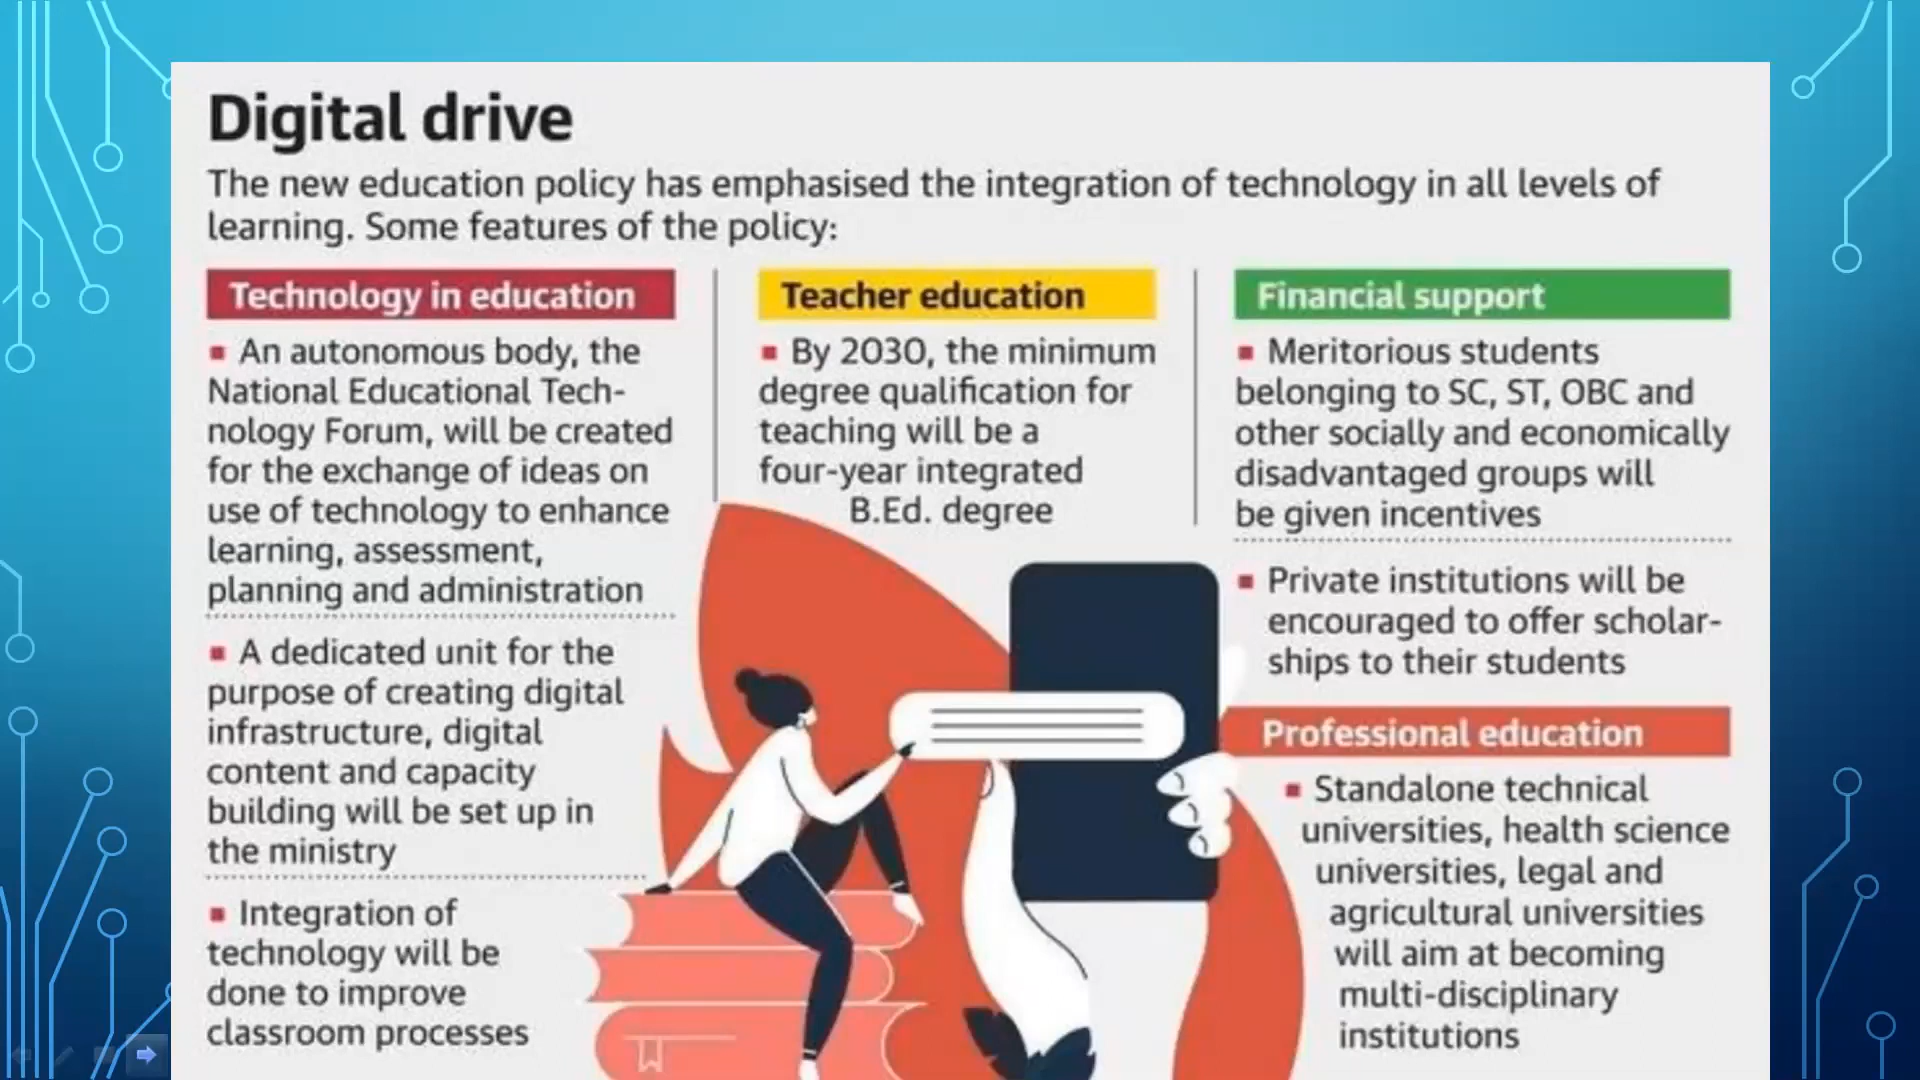 Digital drive
The new education policy has emphasised the integration of technology in all levels of
learning. Some features of the policy:
Technology in education
▪ An autonomous body, the
National Educational Tech-
nology Forum, will be created
for the exchange of ideas on
use of technology to enhance
learning, assessment,
planning and administration
▪ A dedicated unit for the
purpose of creating digital
infrastructure, digital
content and capacity
building will be set up in
the ministry
▪ Integration of
technology will be
done to improve
classroom processes
Teacher education
▪ By 2030, the minimum
degree qualification for
teaching will be a
four-year integrated
B.Ed. degree
Financial support
▪ Meritorious students
belonging to SC, ST, OBC and
other socially and economically
disadvantaged groups will
be given incentives
▪ Private institutions will be
encouraged to offer scholar-
ships to their students
Professional education
▪ Standalone technical
universities, health science
universities, legal and
agricultural universities
will aim at becoming
multi-disciplinary
institutions